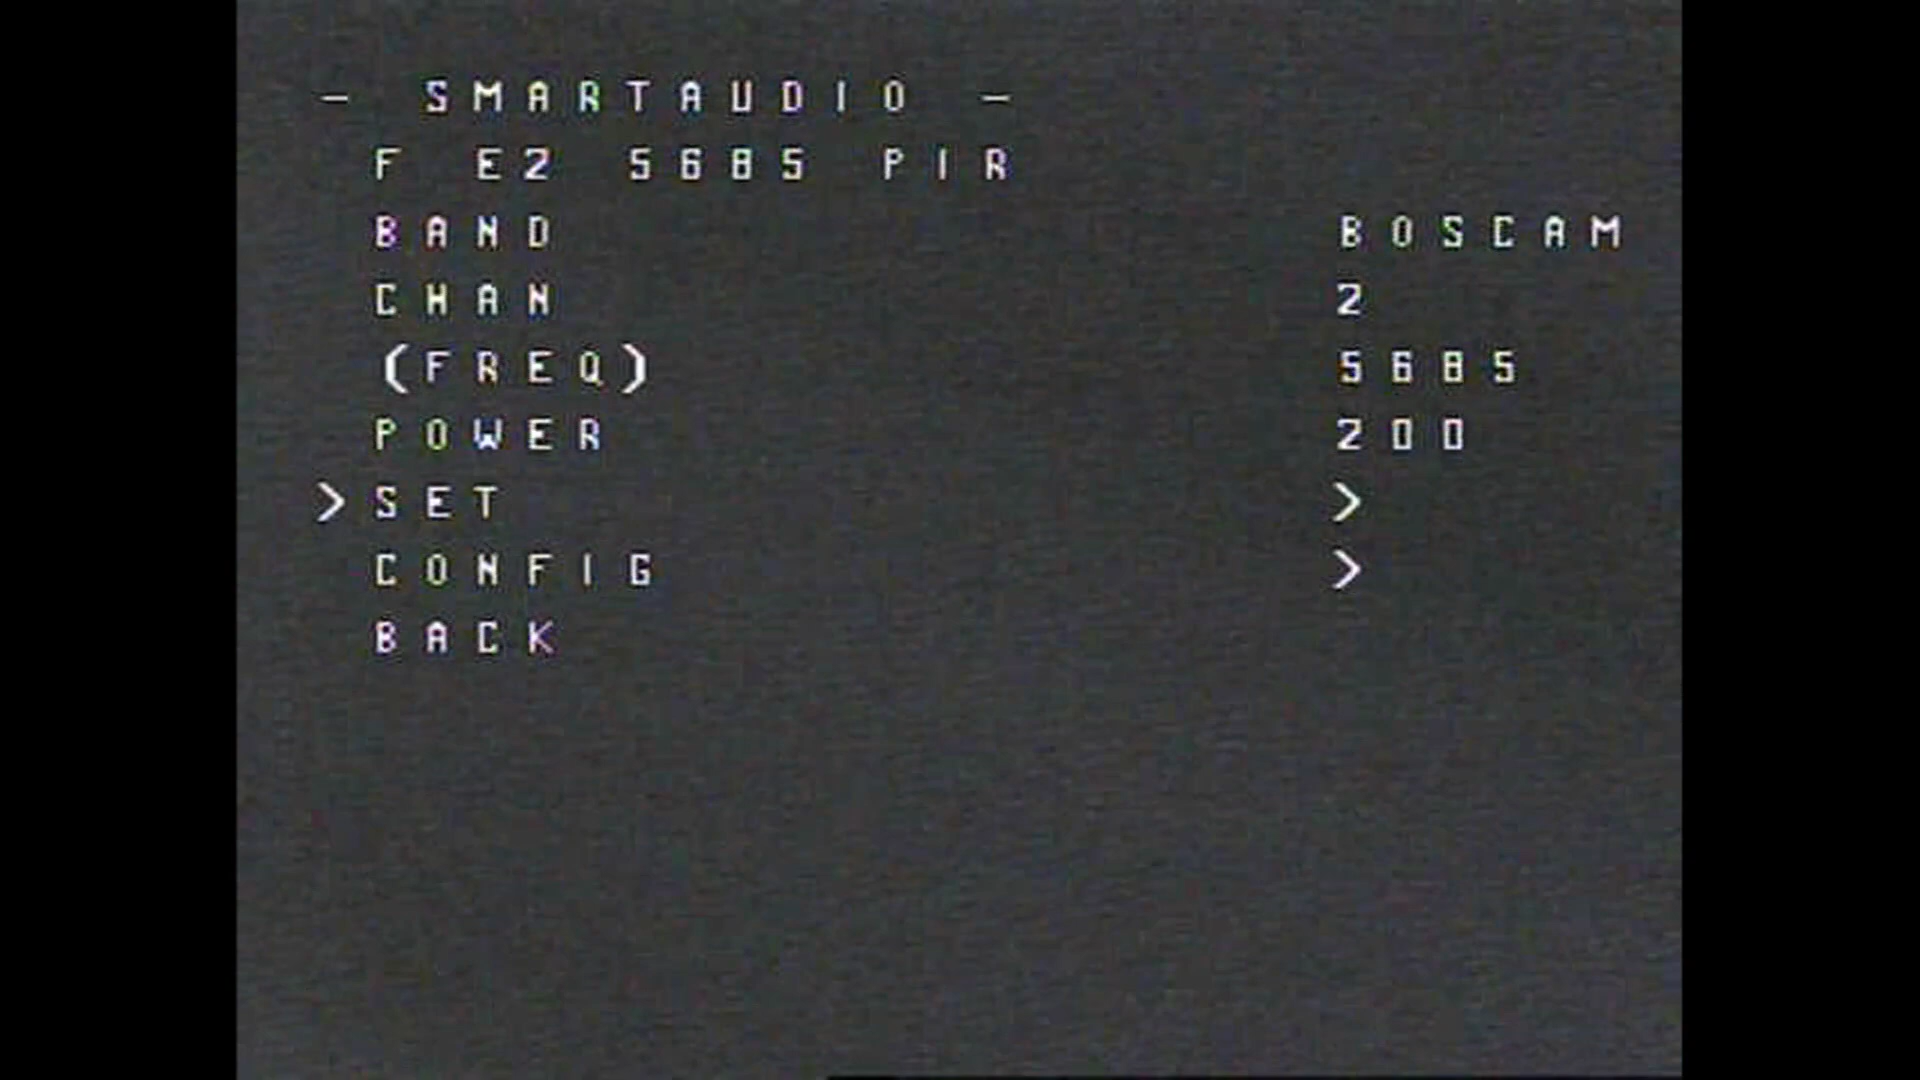 - SMARTAUDIO -
F E2 5685 PIR
BAND BOSCAM
CHAN 2
(FREQ) 5685
POWER 200
>SET >
CONFIG >
BACK